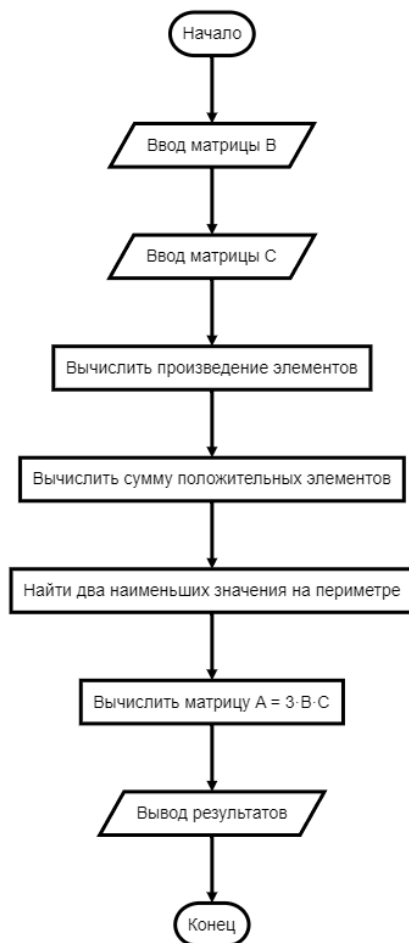 Начало
Ввод матрицы B
Ввод матрицы C
Вычислить произведение элементов
Вычислить сумму положительных элементов
Найти два наименьших значения на периметре
Вычислить матрицу A = 3·B·C
Вывод результатов
Конец